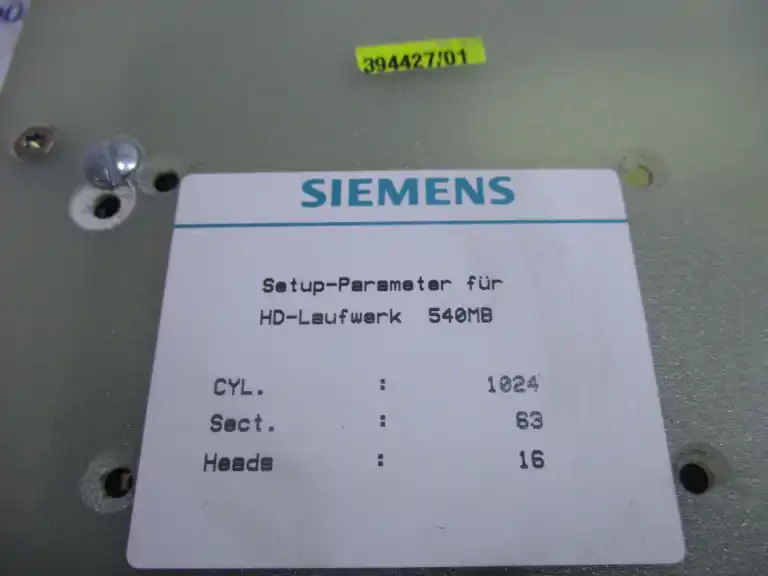 394427/01
SIEMENS
Setup-Parameter für
HD-Laufwerk 540MB
CYL. : 1024
Sect. : 63
Heads : 16